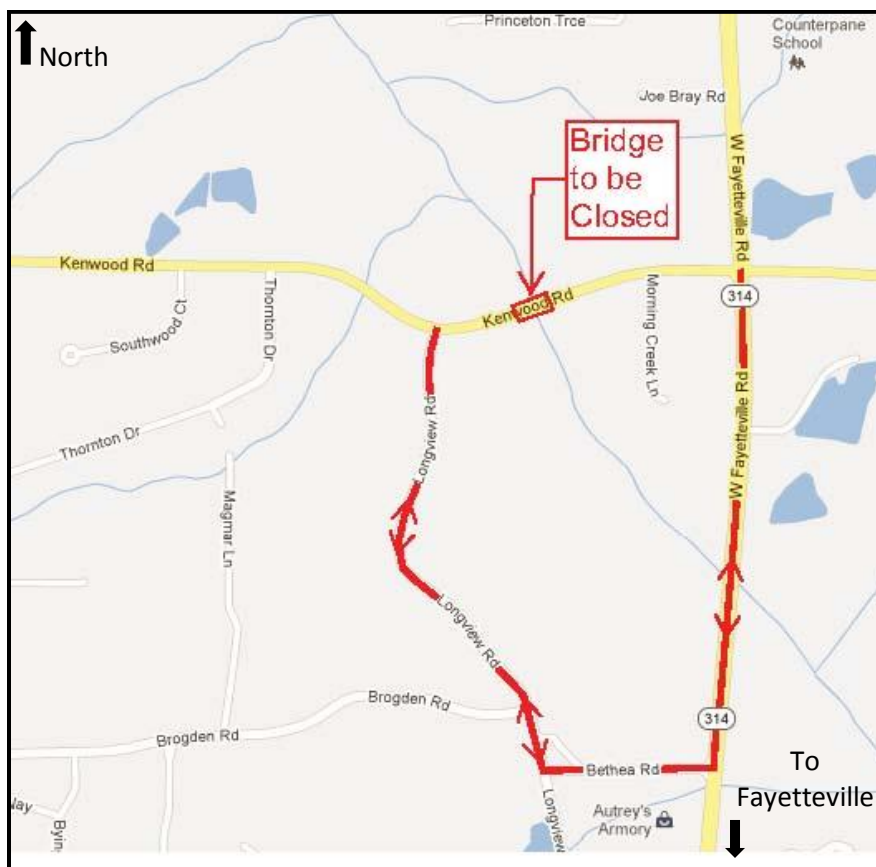 Princeton Trce
Counterpane
School
North
Joe Bray Rd
Bridge
to be
Closed
W Fayetteville Rd
Kenwood Rd
Thornton Dr
Southwood Ct
Kenwood Rd
Morning Creek Ln
314
W Fayetteville Rd
Longview Rd
Thornton Dr
Magmar Ln
Longview Rd
Brogden Rd
Brogden Rd
314
Bethea Rd
To
Fayetteville
Longview
Autrey's
Armory
Byin